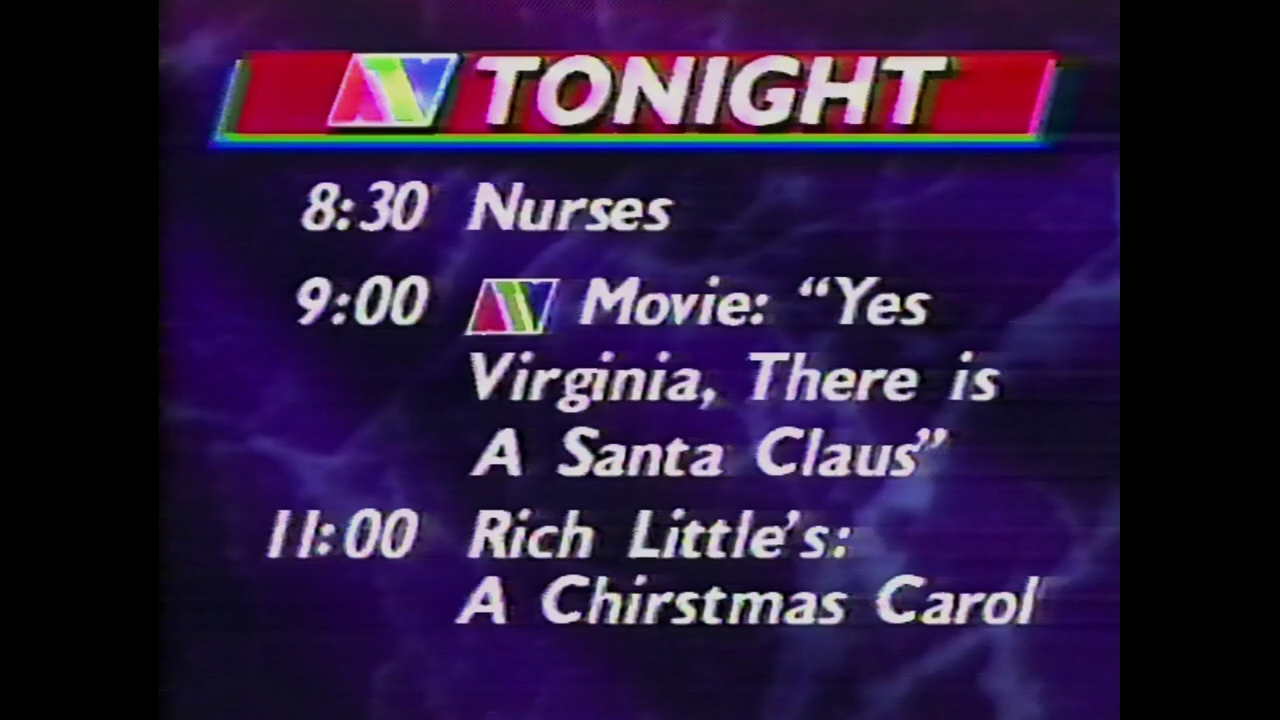 TONIGHT
8:30 Nurses
9:00 Movie: “Yes
Virginia, There is
A Santa Claus”
11:00 Rich Little's:
A Chirstmas Carol